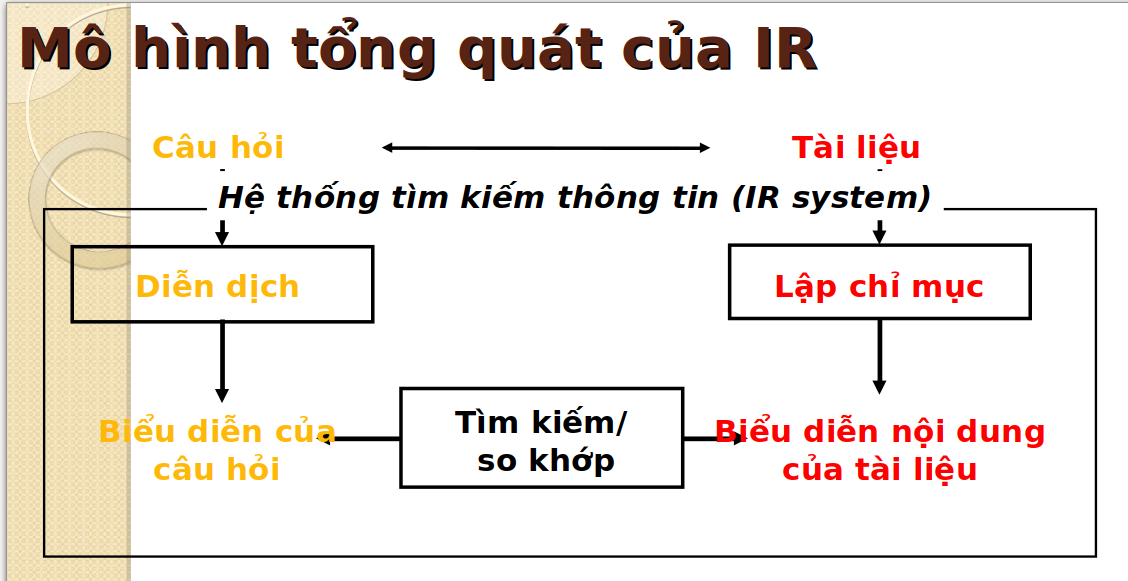 Mô hình tổng quát của IR
Câu hỏi
Tài liệu
Hệ thống tìm kiếm thông tin (IR system)
Diễn dịch
Lập chỉ mục
Biểu diễn của
câu hỏi
Tìm kiếm/
so khớp
Biểu diễn nội dung
của tài liệu